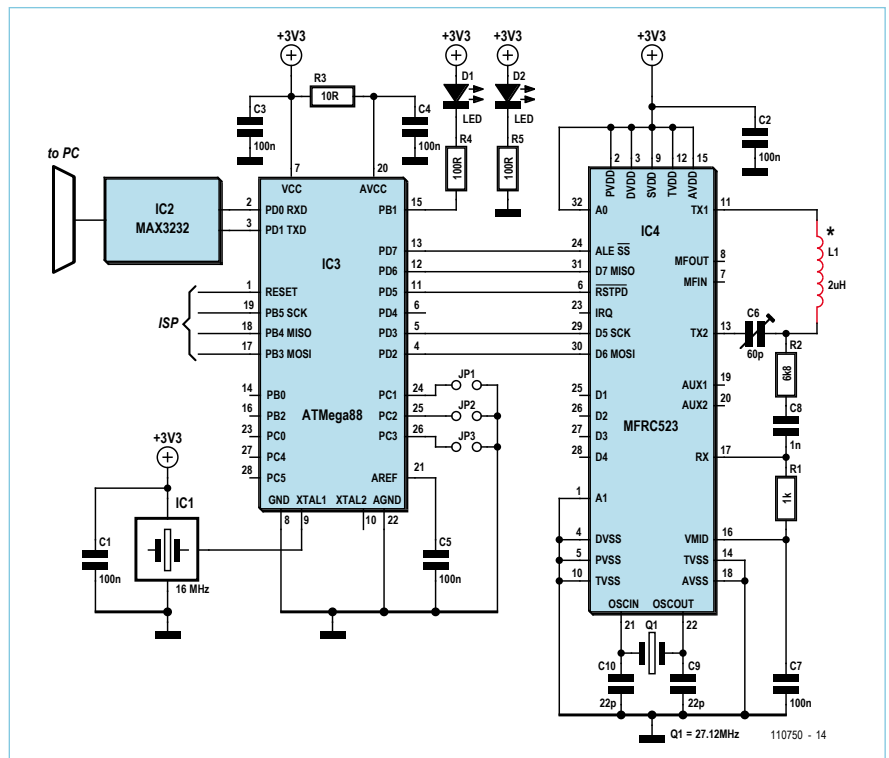 +3V3
+3V3
+3V3
+3V3
R3
10R
C3
100n
C4
100n
D1
LED
D2
LED
R4
100R
R5
100R
C2
100n
to PC
IC2
MAX3232
7
VCC
20
AVCC
2
PD0 RXD
3
PD1 TXD
1
RESET
19
PB5 SCK
18
PB4 MISO
17
PB3 MOSI
ISP
14
PB0
16
PB2
23
PC0
27
PC4
28
PC5
IC3
ATMega88
PB1
15
PD7
13
PD6
12
PD5
11
PD4
6
PD3
5
PD2
4
PC1
24
PC2
25
PC3
26
JP1
JP2
JP3
AREF
21
GND
XTAL1
XTAL2
AGND
8
9
10
22
+3V3
IC1
C1
100n
16 MHz
C5
100n
2
3
9
12
15
PVDD
DVDD
SVDD
TVDD
AVDD
32
A0
IC4
TX1
11
24
ALE SS
31
D7 MISO
6
RSTPD
23
IRQ
29
D5 SCK
30
D6 MOSI
MFOUT
8
MFIN
7
TX2
13
*
L1
2uH
C6
60p
R2
6k8
C8
1n
AUX1
19
AUX2
20
25
D1
26
D2
27
D3
28
D4
MFRC523
RX
17
R1
1k
1
A1
4
DVSS
5
PVSS
10
TVSS
VMID
16
TVSS
14
AVSS
18
OSCIN
OSCOUT
21
22
Q1
C10
22p
C9
22p
C7
100n
Q1 = 27.12MHz
110750 - 14